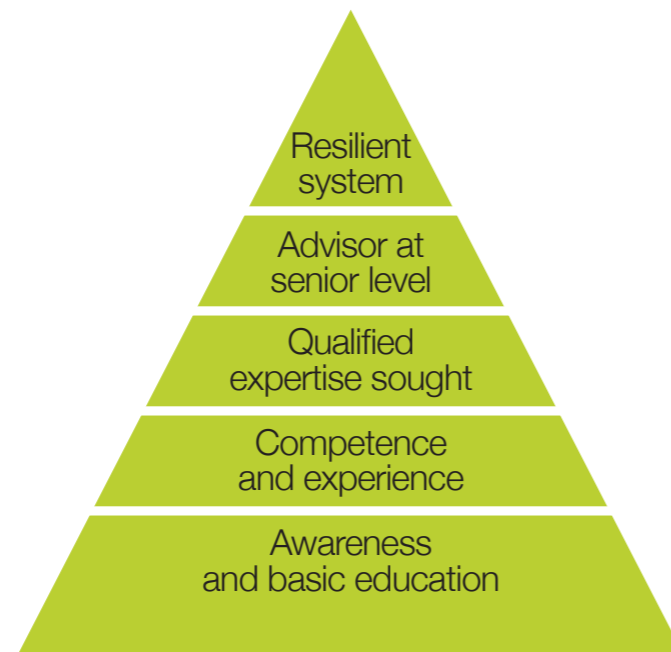 Resilient
system
Advisor at
senior level
Qualified
expertise sought
Competence
and experience
Awareness
and basic education